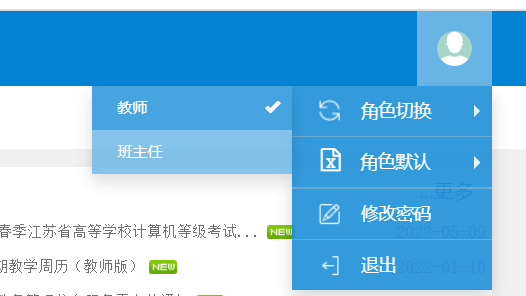 教师
角色切换
班主任
角色默认
...更多
修改密码
春季江苏省高等学校计算机等级考试... NEW
2022-06-09
期教学周历（教师版） NEW
退出
2022-01-10